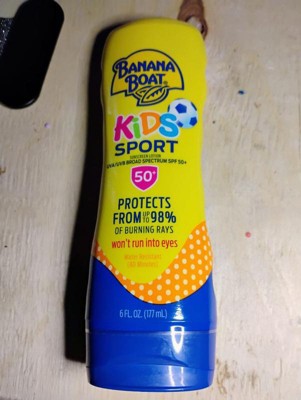 BANANA
BOAT
KIDS
SPORT
SUNSCREEN LOTION
UVA/UVB BROAD SPECTRUM SPF 50+
50+
PROTECTS
FROM UP TO 98%
OF BURNING RAYS
won't run into eyes
Water Resistant
(80 Minutes)
6 FL. OZ. (177 mL)